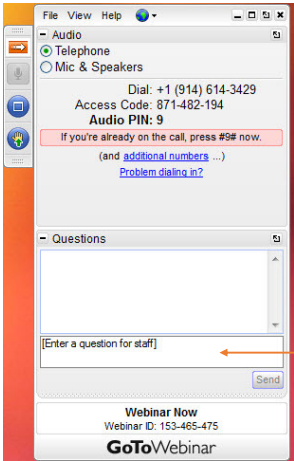 File View Help
Audio
Telephone
Mic & Speakers
Dial: +1 (914) 614-3429
Access Code: 871-482-194
Audio PIN: 9
If you're already on the call, press #9# now.
(and additional numbers ...)
Problem dialing in?
Questions
[Enter a question for staff]
Send
Webinar Now
Webinar ID: 153-465-475
GoToWebinar